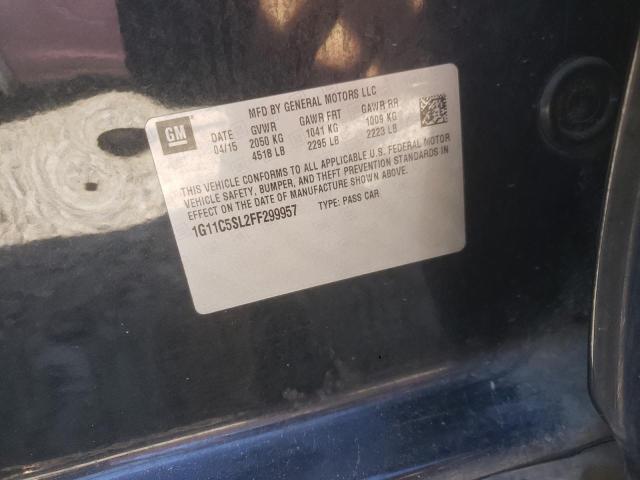 MFD BY GENERAL MOTORS LLC
GM DATE GVWR GAWR FRT GAWR RR
04/15 2050 KG 1041 KG 1009 KG
4518 LB 2295 LB 2223 LB
THIS VEHICLE CONFORMS TO ALL APPLICABLE U.S. FEDERAL MOTOR
VEHICLE SAFETY, BUMPER, AND THEFT PREVENTION STANDARDS IN
EFFECT ON THE DATE OF MANUFACTURE SHOWN ABOVE.
1G11C5SL2FF299957 TYPE: PASS CAR